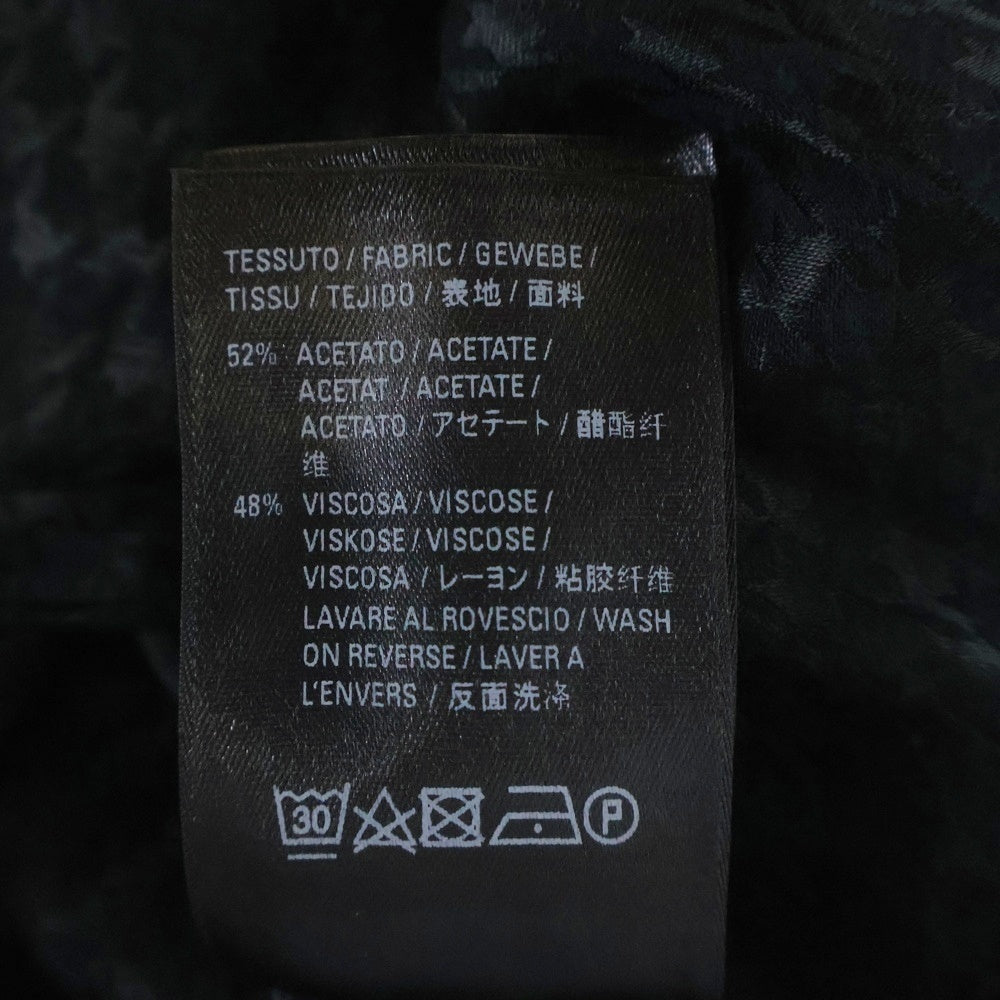 TESSUTO / FABRIC / GEWEBE /
TISSU / TEJIDO / 表地 / 面料
52% ACETATO / ACETATE /
ACETAT / ACETATE /
ACETATO / アセテート / 醋酯纤
维
48% VISCOSA / VISCOSE /
VISKOSE / VISCOSE /
VISCOSA / レーヨン / 粘胶纤维
LAVARE AL ROVESCIO / WASH
ON REVERSE / LAVER A
L'ENVERS / 反面洗涤
30 P